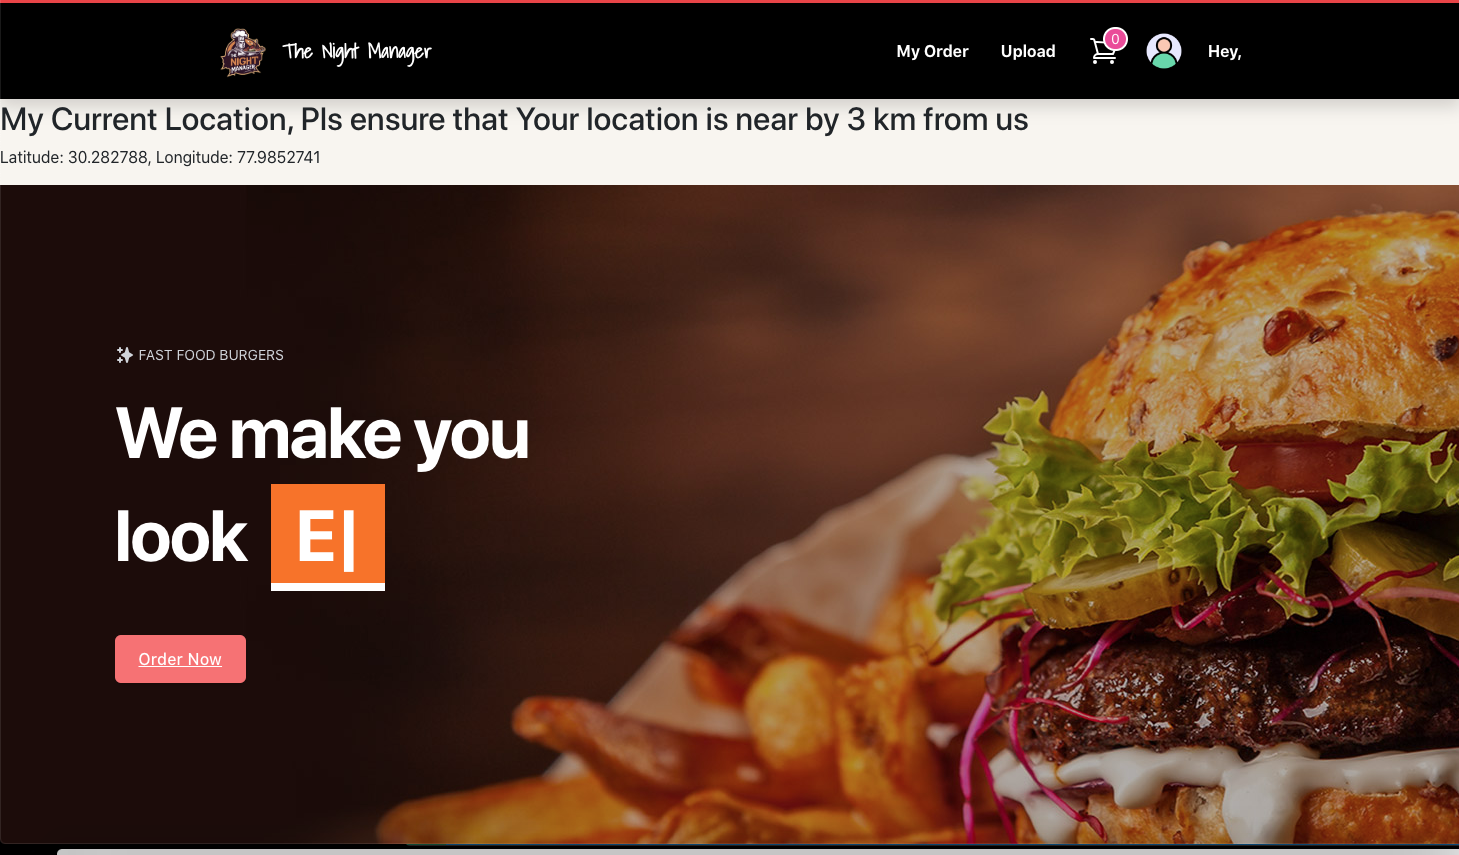 THE
NIGHT
MANAGER
The Night Manager
My Order
Upload
0
Hey,
My Current Location, Pls ensure that Your location is near by 3 km from us
Latitude: 30.282788, Longitude: 77.9852741
FAST FOOD BURGERS
We make you
look E|
Order Now